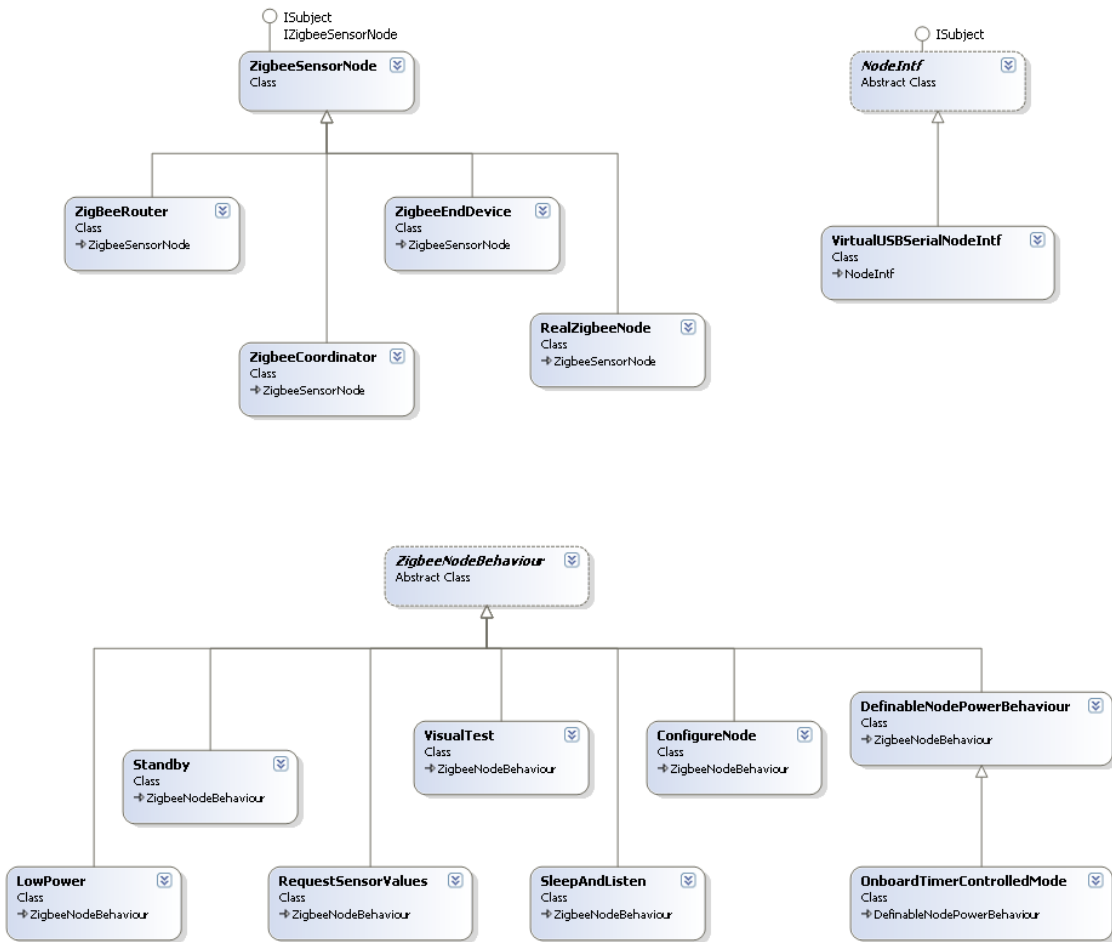 ISubject
IZigbeeSensorNode
ZigbeeSensorNode
Class
ISubject
NodeIntf
Abstract Class
ZigBeeRouter
Class
ZigbeeSensorNode
ZigbeeEndDevice
Class
ZigbeeSensorNode
VirtualUSBSerialNodeIntf
Class
NodeIntf
ZigbeeCoordinator
Class
ZigbeeSensorNode
RealZigbeeNode
Class
ZigbeeSensorNode
ZigbeeNodeBehaviour
Abstract Class
Standby
Class
ZigbeeNodeBehaviour
VisualTest
Class
ZigbeeNodeBehaviour
ConfigureNode
Class
ZigbeeNodeBehaviour
DefinableNodePowerBehaviour
Class
ZigbeeNodeBehaviour
LowPower
Class
ZigbeeNodeBehaviour
RequestSensorValues
Class
ZigbeeNodeBehaviour
SleepAndListen
Class
ZigbeeNodeBehaviour
OnboardTimerControlledMode
Class
DefinableNodePowerBehaviour